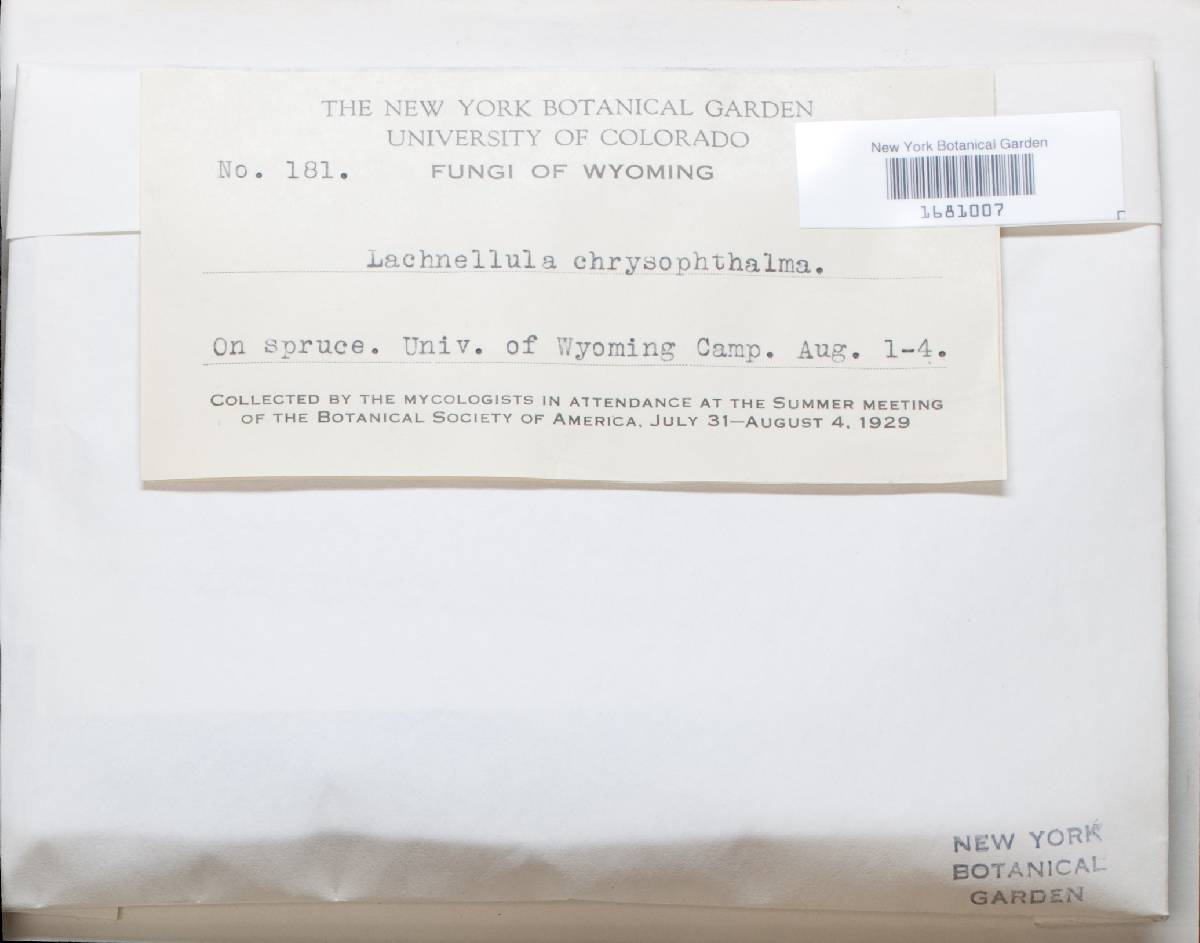 THE NEW YORK BOTANICAL GARDEN
UNIVERSITY OF COLORADO
No. 181. FUNGI OF WYOMING
New York Botanical Garden
1681007
Lachnellula chrysophthalma.
On spruce. Univ. of Wyoming Camp. Aug. 1-4.
COLLECTED BY THE MYCOLOGISTS IN ATTENDANCE AT THE SUMMER MEETING
OF THE BOTANICAL SOCIETY OF AMERICA, JULY 31—AUGUST 4, 1929
NEW YORK
BOTANICAL
GARDEN